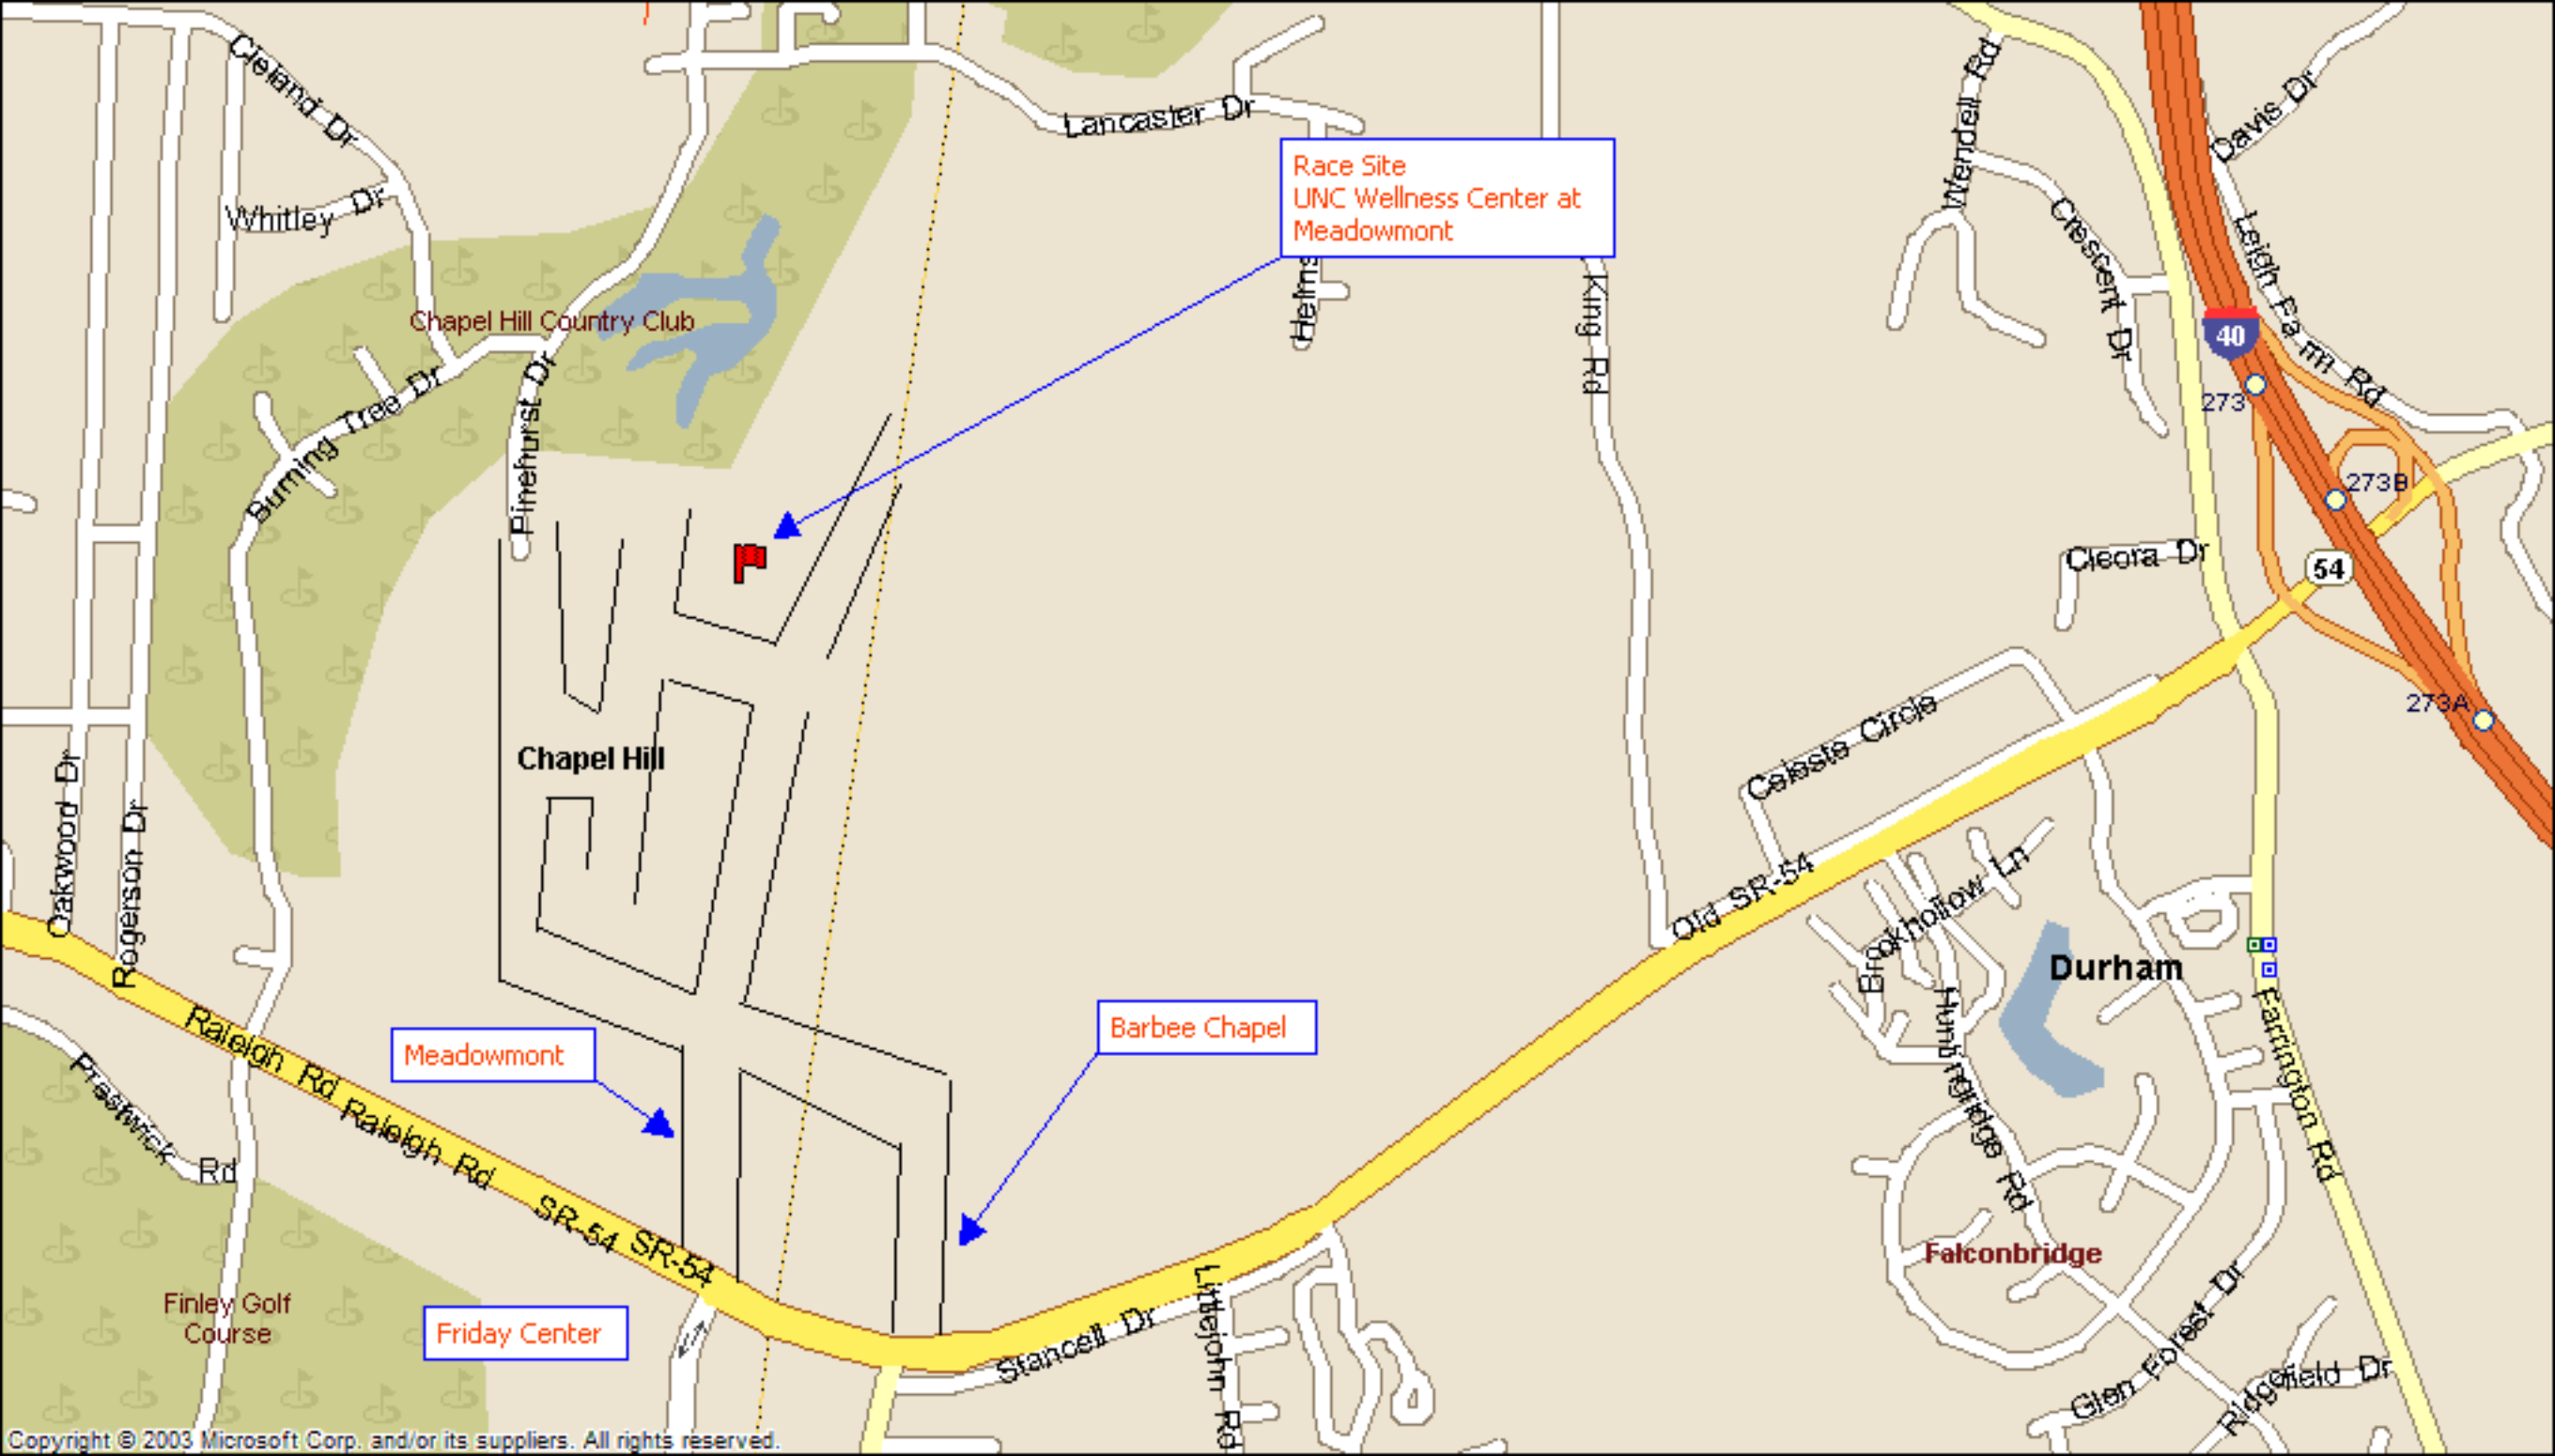 Cleland Dr
Lancaster Dr
Wendell Rd
Davis Dr
Race Site
UNC Wellness Center at
Meadowmont
Whitley Dr
Crescent Dr
Leigh Farm Rd
Chapel Hill Country Club
King Rd
40
273
Burning Tree Dr
Pinehurst Dr
273B
Cleora Dr
54
273A
Chapel Hill
Celeste Circle
Oakwood Dr
Rogerson Dr
Old SR-54
Brookhollow Ln
Durham
Raleigh Rd
Raleigh Rd
Meadowmont
Barbee Chapel
Prestwick Rd
Huntingridge Rd
Farrington Rd
SR-54
SR-54
Falconbridge
Finley Golf
Course
Friday Center
Stancell Dr
Littlejohn Rd
Glen Forest Dr
Ridgefield Dr
Copyright © 2003 Microsoft Corp. and/or its suppliers. All rights reserved.